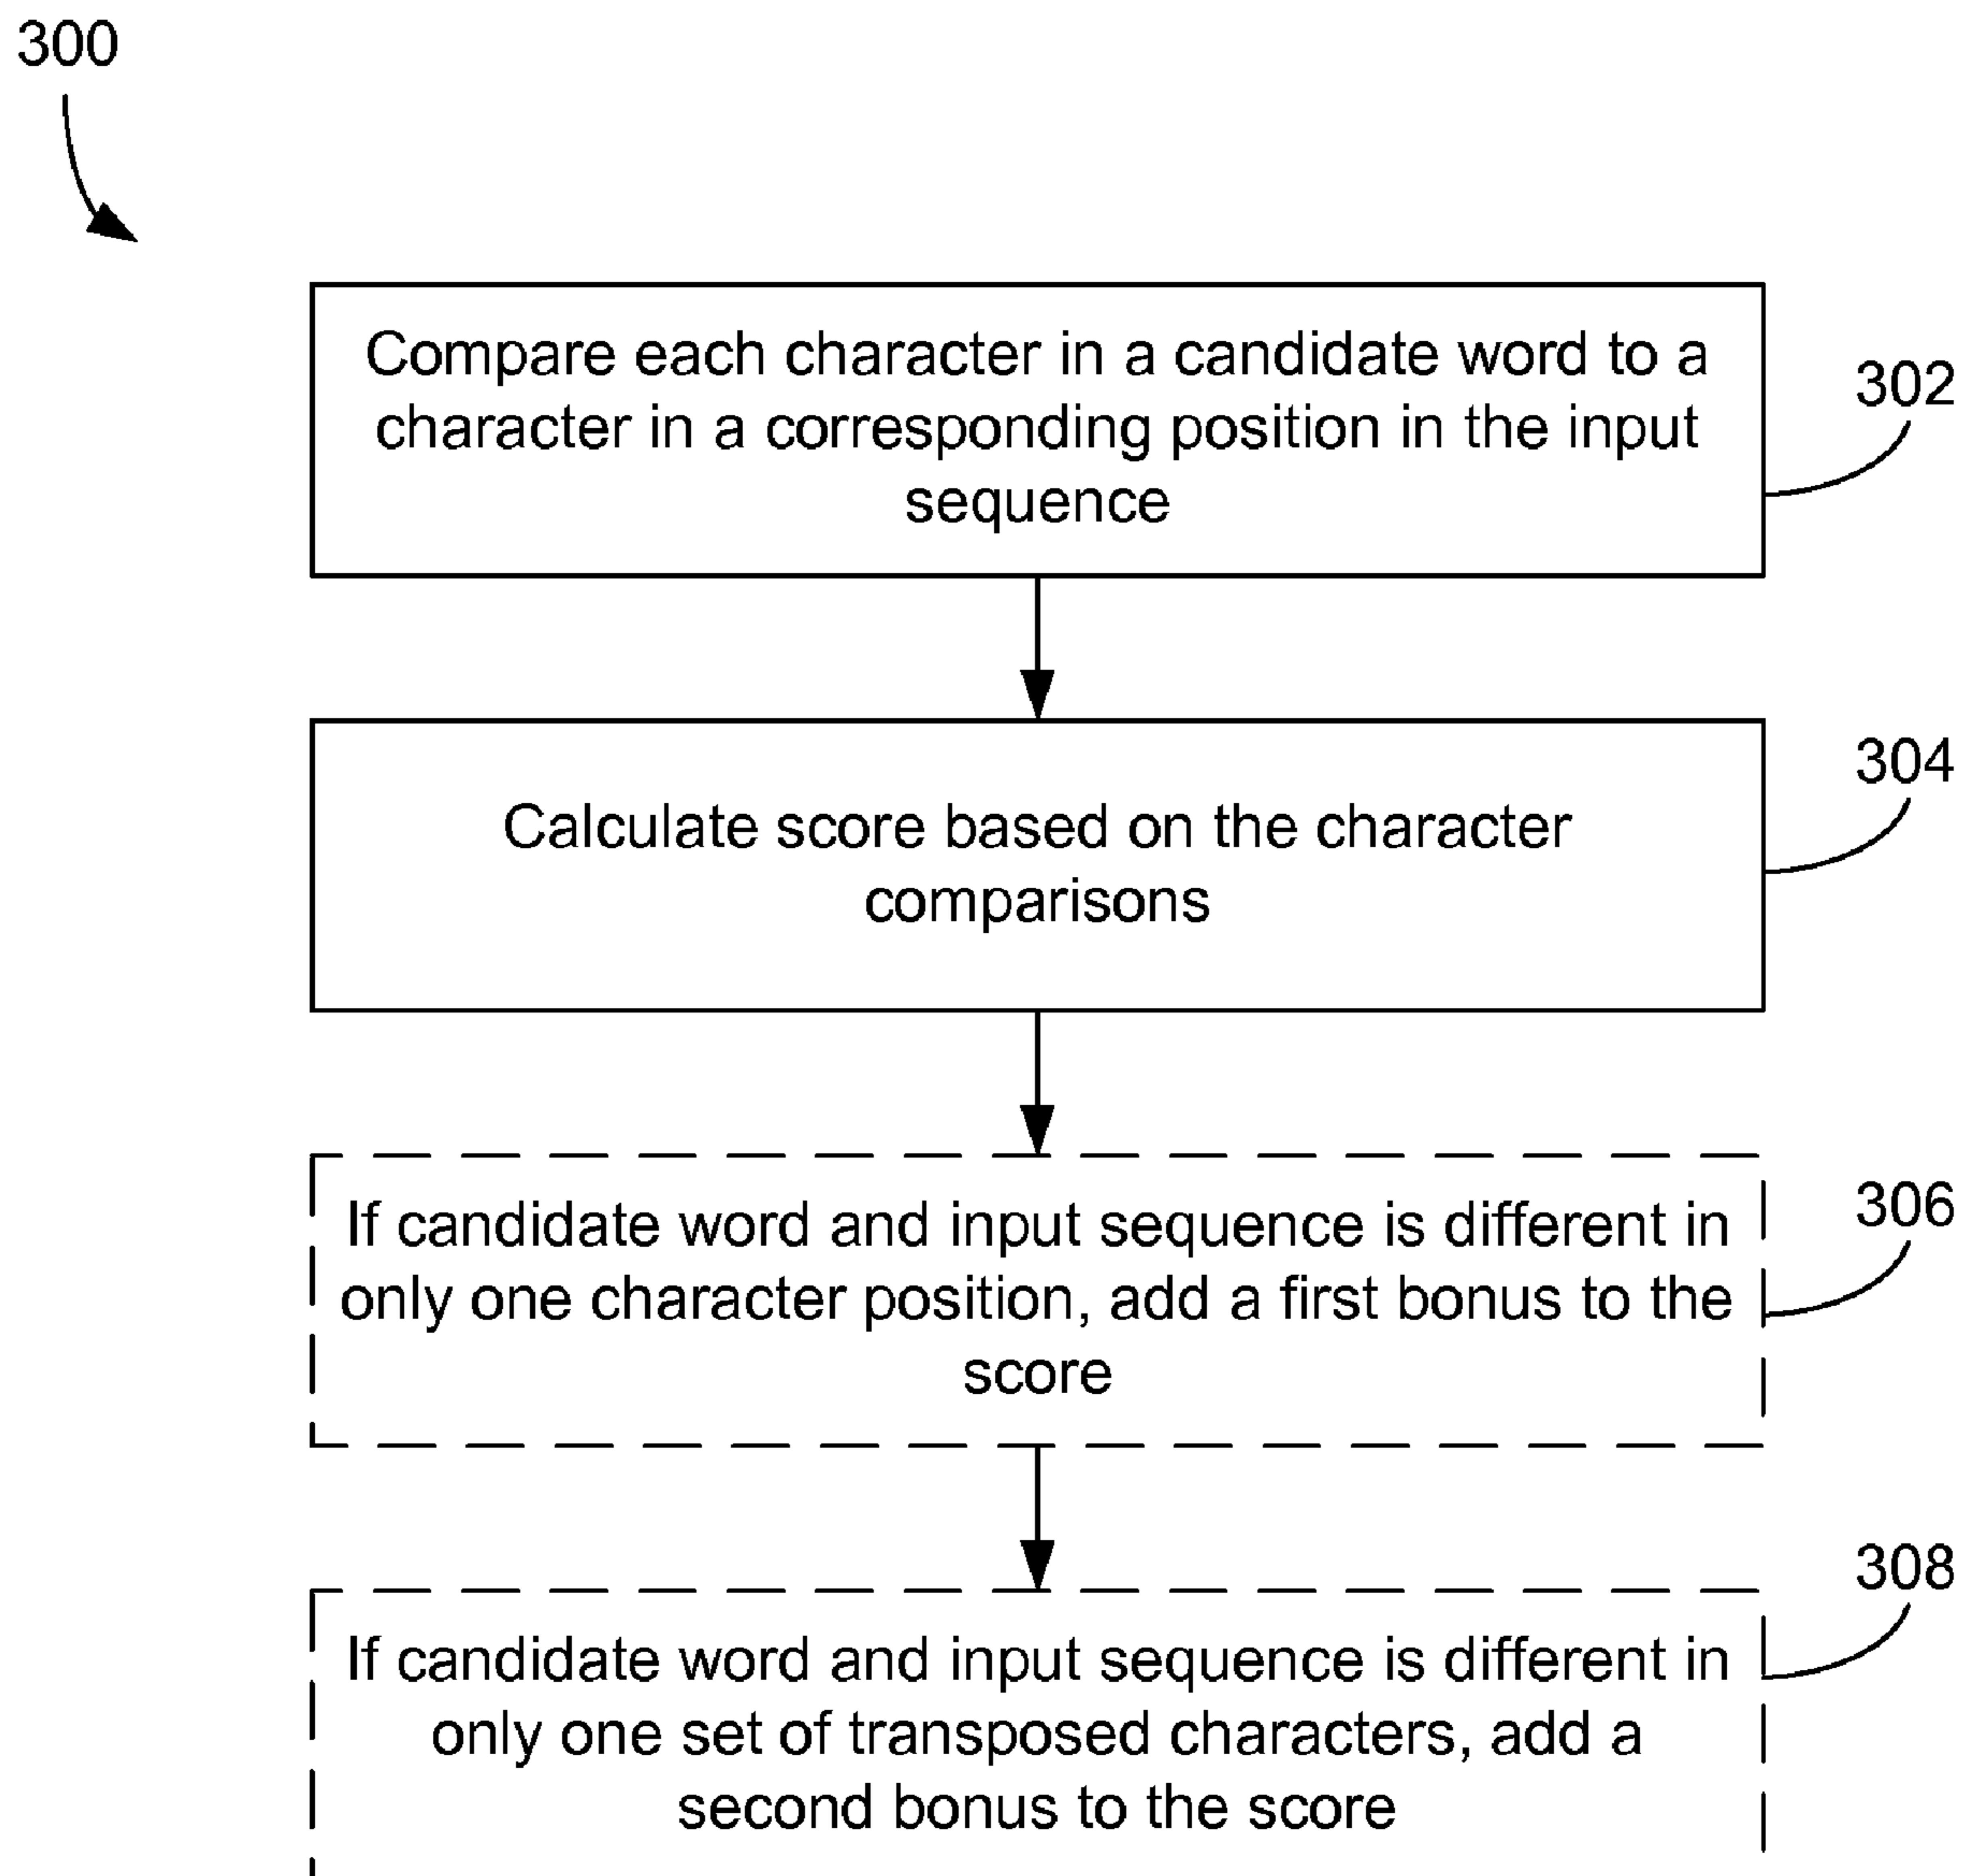 300
Compare each character in a candidate word to a
character in a corresponding position in the input
sequence
302
Calculate score based on the character
comparisons
304
If candidate word and input sequence is different in
only one character position, add a first bonus to the
score
306
If candidate word and input sequence is different in
only one set of transposed characters, add a
second bonus to the score
308